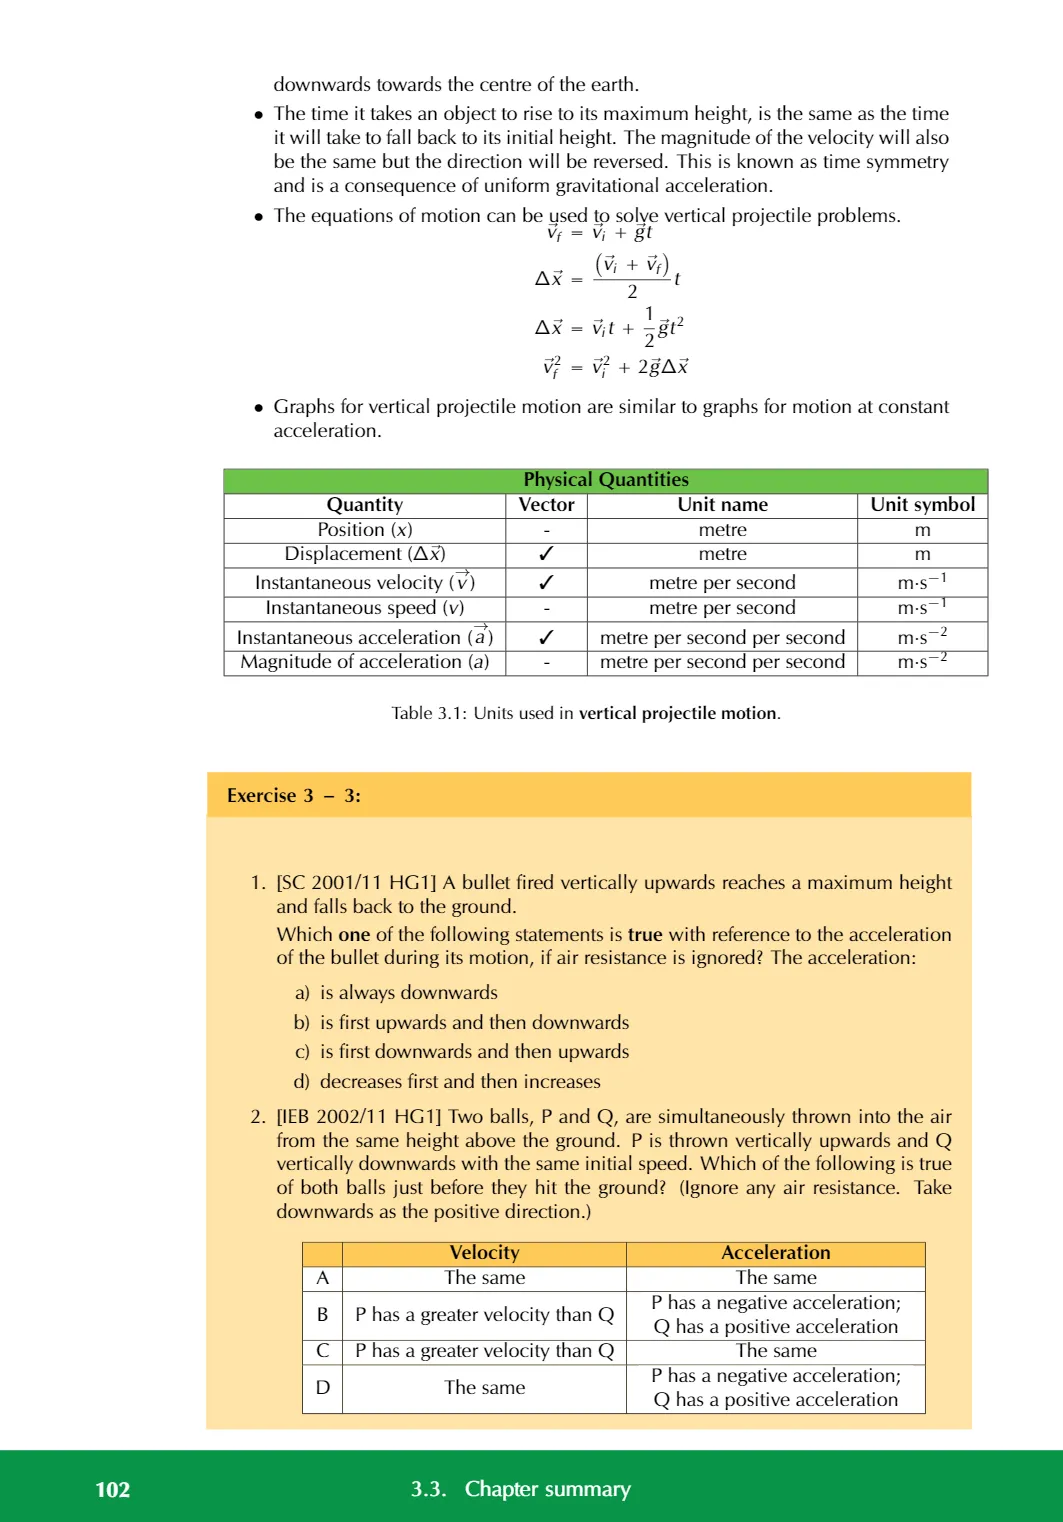 downwards towards the centre of the earth.
• The time it takes an object to rise to its maximum height, is the same as the time
it will take to fall back to its initial height. The magnitude of the velocity will also
be the same but the direction will be reversed. This is known as time symmetry
and is a consequence of uniform gravitational acceleration.
• The equations of motion can be used to solve vertical projectile problems.
$\vec{v}_f = \vec{v}_i + \vec{g}t$
$\Delta\vec{x} = \frac{(\vec{v}_i + \vec{v}_f)}{2}t$
$\Delta\vec{x} = \vec{v}_i t + \frac{1}{2}\vec{g}t^2$
$\vec{v}_f^2 = \vec{v}_i^2 + 2\vec{g}\Delta\vec{x}$
• Graphs for vertical projectile motion are similar to graphs for motion at constant
acceleration.
Physical Quantities
Quantity Vector Unit name Unit symbol
Position (x) - metre m
Displacement ($\Delta\vec{x}$) ✓ metre m
Instantaneous velocity ($\vec{v}$) ✓ metre per second m·s⁻¹
Instantaneous speed (v) - metre per second m·s⁻¹
Instantaneous acceleration ($\vec{a}$) ✓ metre per second per second m·s⁻²
Magnitude of acceleration (a) - metre per second per second m·s⁻²
Table 3.1: Units used in vertical projectile motion.
Exercise 3 – 3:
1. [SC 2001/11 HG1] A bullet fired vertically upwards reaches a maximum height
and falls back to the ground.
Which one of the following statements is true with reference to the acceleration
of the bullet during its motion, if air resistance is ignored? The acceleration:
a) is always downwards
b) is first upwards and then downwards
c) is first downwards and then upwards
d) decreases first and then increases
2. [IEB 2002/11 HG1] Two balls, P and Q, are simultaneously thrown into the air
from the same height above the ground. P is thrown vertically upwards and Q
vertically downwards with the same initial speed. Which of the following is true
of both balls just before they hit the ground? (Ignore any air resistance. Take
downwards as the positive direction.)
Velocity Acceleration
A The same The same
B P has a greater velocity than Q P has a negative acceleration;
Q has a positive acceleration
C P has a greater velocity than Q The same
D The same P has a negative acceleration;
Q has a positive acceleration
102 3.3. Chapter summary